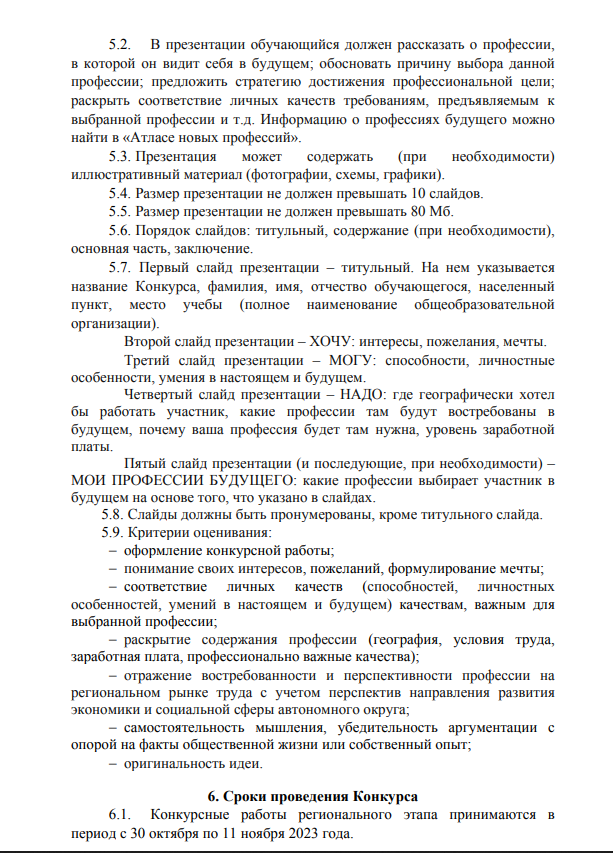 5.2. В презентации обучающийся должен рассказать о профессии,
в которой он видит себя в будущем; обосновать причину выбора данной
профессии; предложить стратегию достижения профессиональной цели;
раскрыть соответствие личных качеств требованиям, предъявляемым к
выбранной профессии и т.д. Информацию о профессиях будущего можно
найти в «Атласе новых профессий».
5.3. Презентация может содержать (при необходимости)
иллюстративный материал (фотографии, схемы, графики).
5.4. Размер презентации не должен превышать 10 слайдов.
5.5. Размер презентации не должен превышать 80 Мб.
5.6. Порядок слайдов: титульный, содержание (при необходимости),
основная часть, заключение.
5.7. Первый слайд презентации – титульный. На нем указывается
название Конкурса, фамилия, имя, отчество обучающегося, населенный
пункт, место учебы (полное наименование общеобразовательной
организации).
Второй слайд презентации – ХОЧУ: интересы, пожелания, мечты.
Третий слайд презентации – МОГУ: способности, личностные
особенности, умения в настоящем и будущем.
Четвертый слайд презентации – НАДО: где географически хотел
бы работать участник, какие профессии там будут востребованы в
будущем, почему ваша профессия будет там нужна, уровень заработной
платы.
Пятый слайд презентации (и последующие, при необходимости) –
МОИ ПРОФЕССИИ БУДУЩЕГО: какие профессии выбирает участник в
будущем на основе того, что указано в слайдах.
5.8. Слайды должны быть пронумерованы, кроме титульного слайда.
5.9. Критерии оценивания:
– оформление конкурсной работы;
– понимание своих интересов, пожеланий, формулирование мечты;
– соответствие личных качеств (способностей, личностных
особенностей, умений в настоящем и будущем) качествам, важным для
выбранной профессии;
– раскрытие содержания профессии (география, условия труда,
заработная плата, профессионально важные качества);
– отражение востребованности и перспективности профессии на
региональном рынке труда с учетом перспектив направления развития
экономики и социальной сферы автономного округа;
– самостоятельность мышления, убедительность аргументации с
опорой на факты общественной жизни или собственный опыт;
– оригинальность идеи.
6. Сроки проведения Конкурса
6.1. Конкурсные работы регионального этапа принимаются в
период с 30 октября по 11 ноября 2023 года.